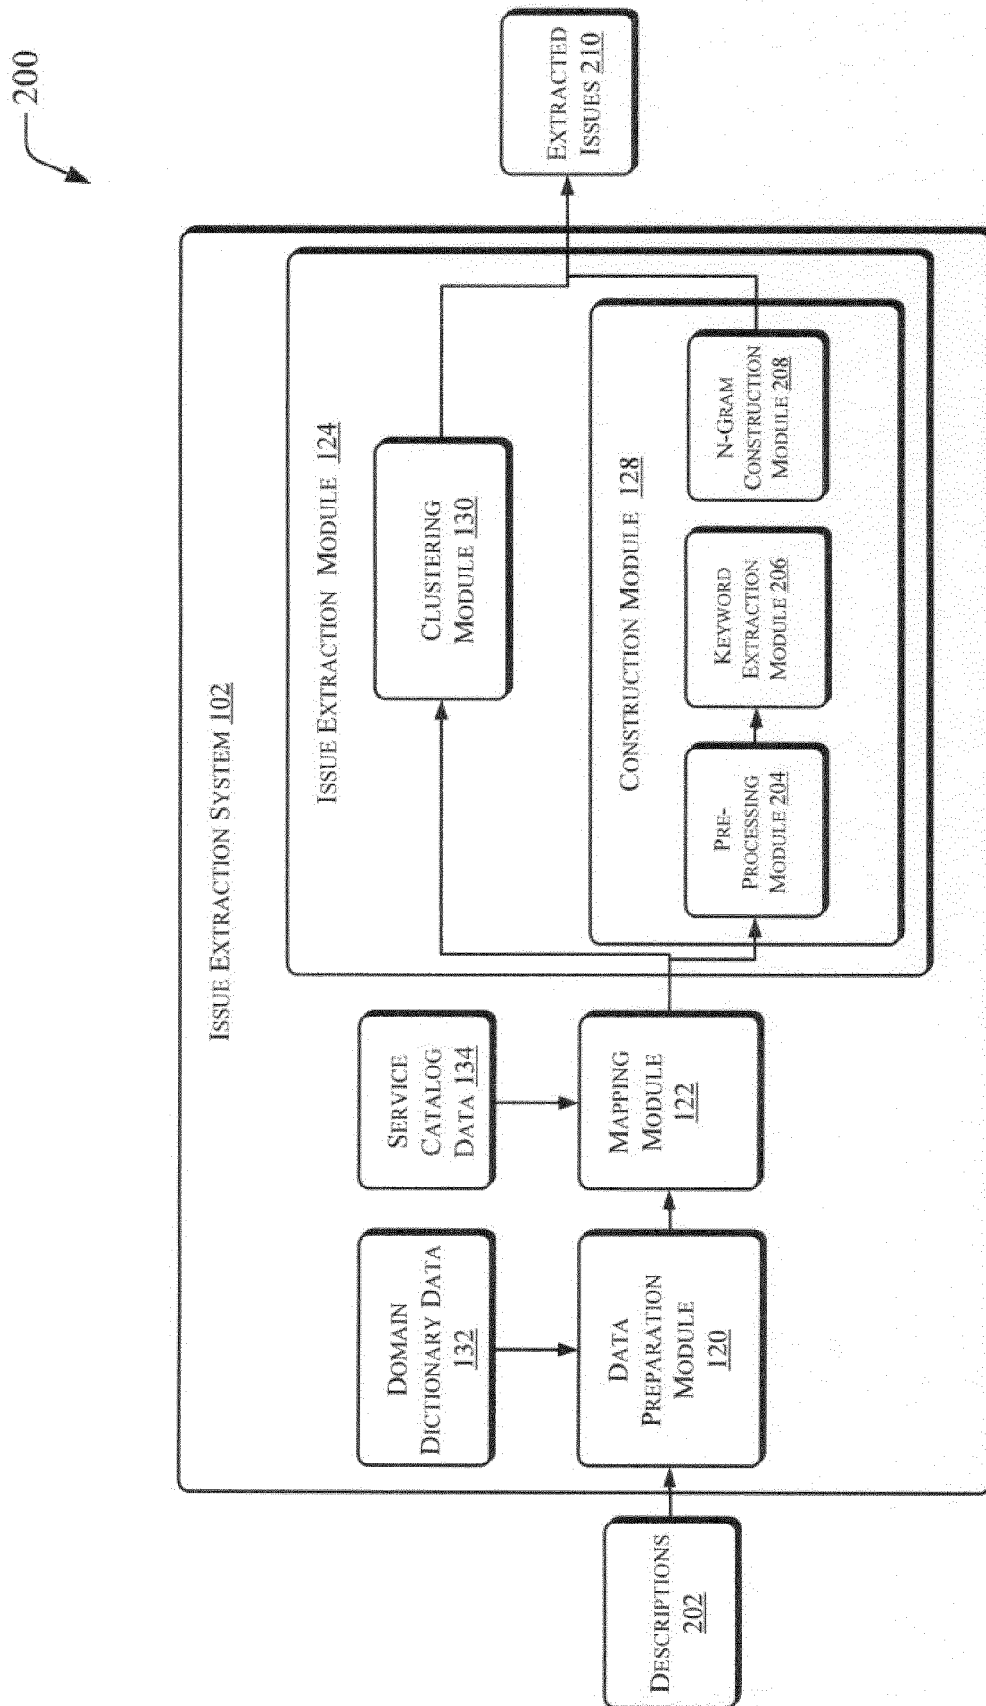 200
ISSUE EXTRACTION SYSTEM 102
DESCRIPTIONS
202
DOMAIN
DICTIONARY DATA
132
DATA
PREPARATION
MODULE
120
SERVICE
CATALOG
DATA 134
MAPPING
MODULE
122
ISSUE EXTRACTION MODULE 124
CLUSTERING
MODULE 130
CONSTRUCTION MODULE 128
PRE-
PROCESSING
MODULE 204
KEYWORD
EXTRACTION
MODULE 206
N-GRAM
CONSTRUCTION
MODULE 208
EXTRACTED
ISSUES 210